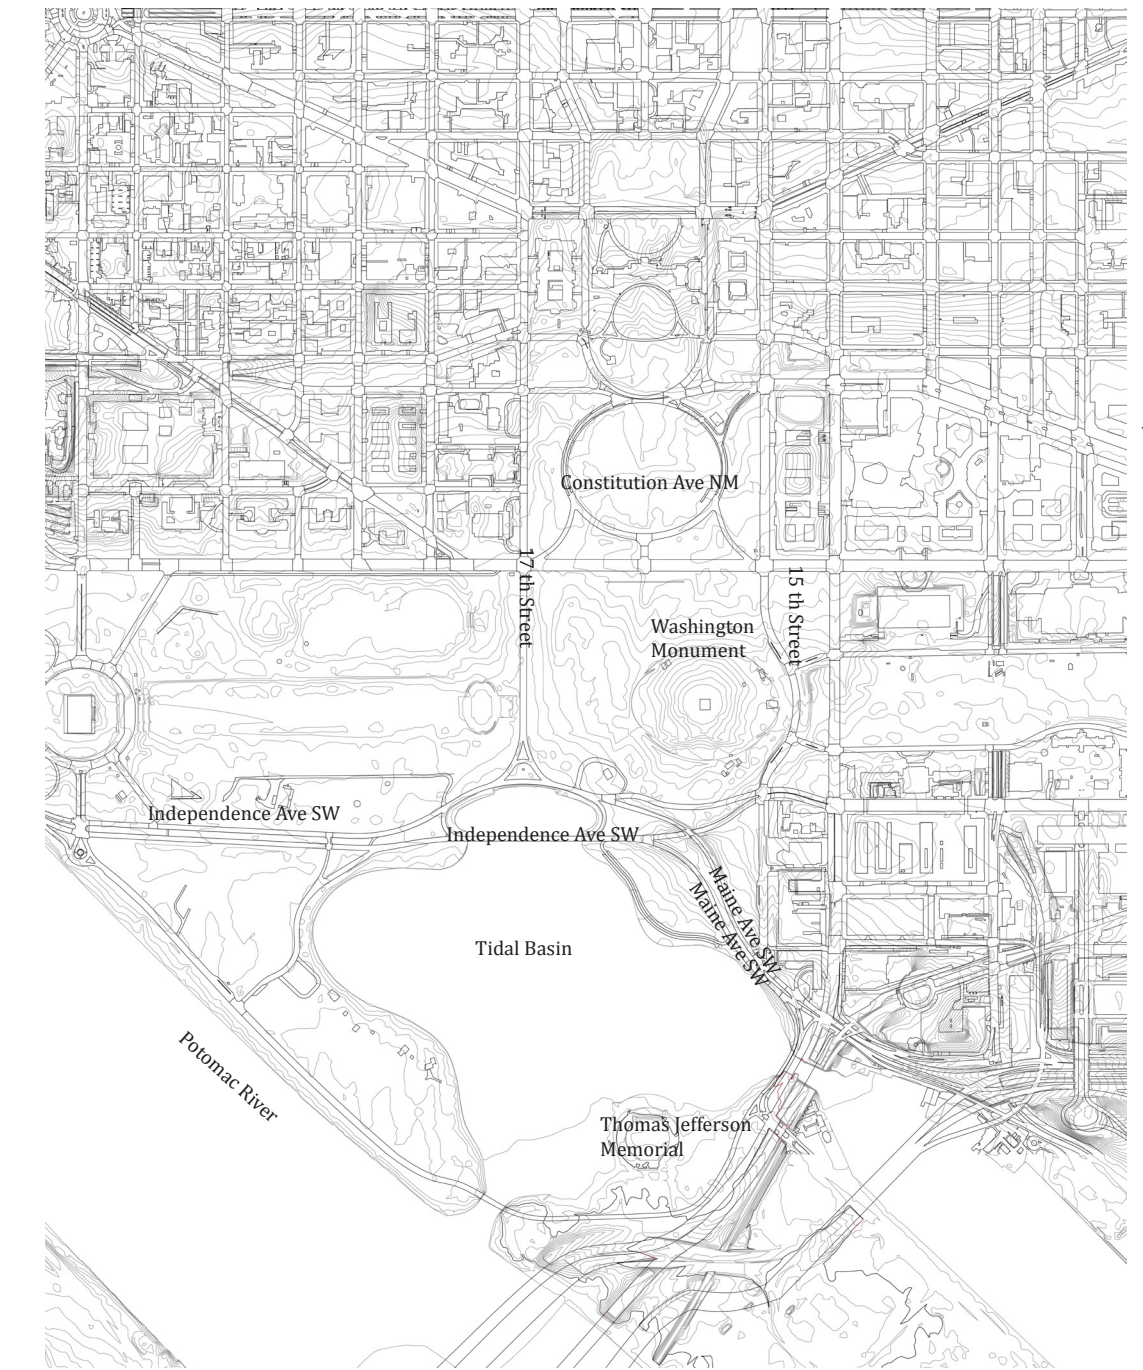 Constitution Ave NM
17 th Street
15 th Street
Washington
Monument
Independence Ave SW
Independence Ave SW
Maine Ave SW
Maine Ave SW
Tidal Basin
Potomac River
Thomas Jefferson
Memorial